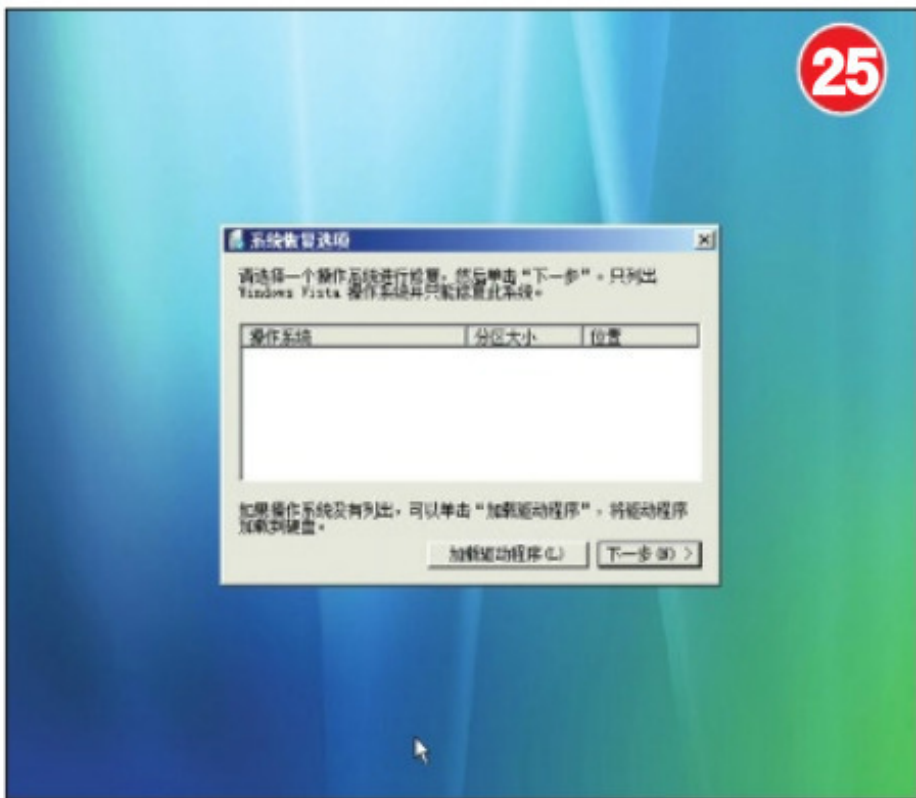 25
系统恢复选项
请选择一个操作系统进行修复，然后单击“下一步”。只列出
Windows Vista 操作系统并只能修复此系统。
操作系统 分区大小 位置
如果操作系统没有列出，可以单击“加载驱动程序”，将驱动程序
加载到硬盘。
加载驱动程序(L) 下一步(N) >